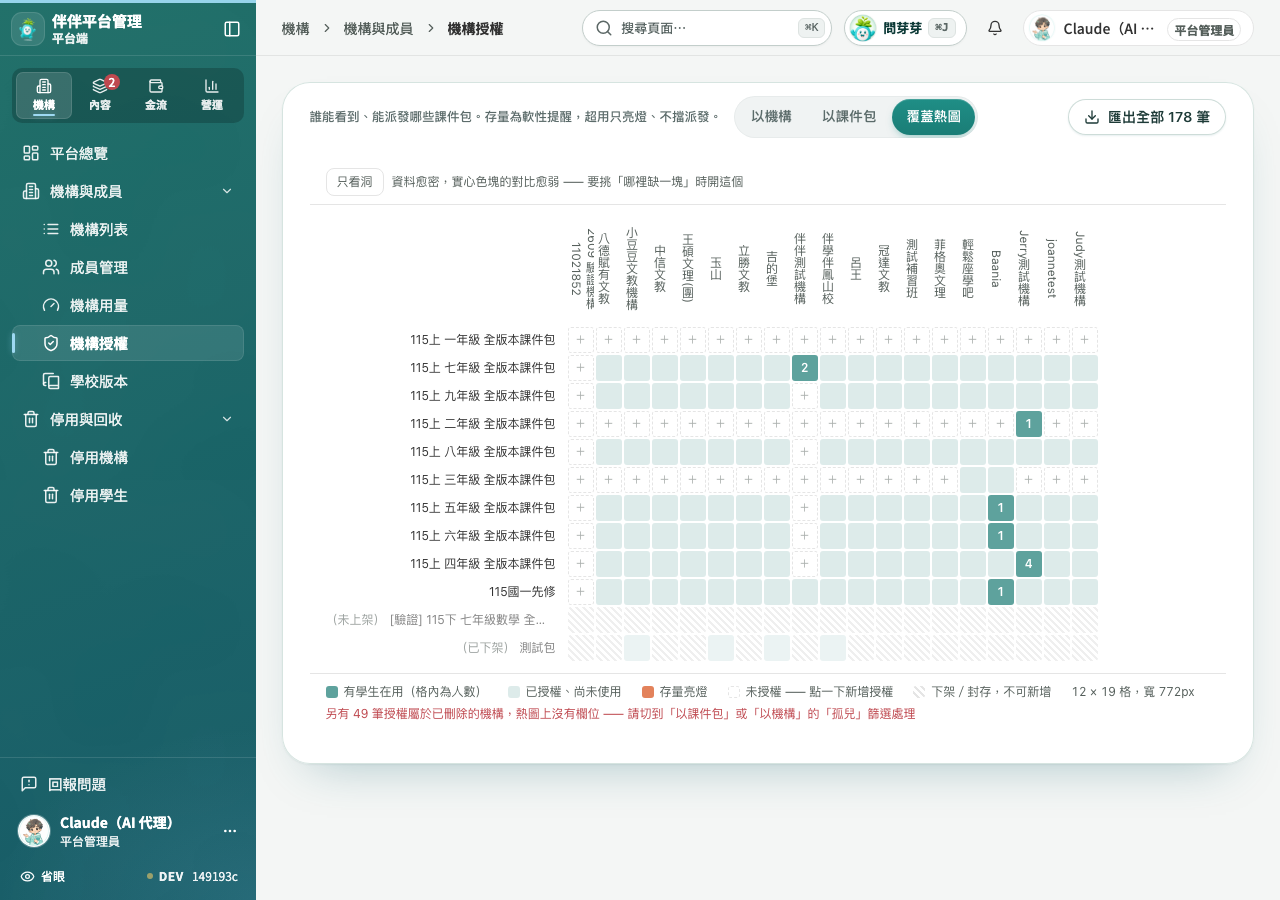 伴伴平台管理
平台端
機構
內容
2
金流
營運
平台總覽
機構與成員
機構列表
成員管理
機構用量
機構授權
學校版本
停用與回收
停用機構
停用學生
回報問題
Claude（AI 代理）
平台管理員
省眼
DEV 149193c
機構 > 機構與成員 > 機構授權
搜尋頁面… ⌘K
問芽芽 ⌘J
Claude（AI … 平台管理員
誰能看到、能派發哪些課件包。存量為軟性提醒，超用只亮燈、不擋派發。
以機構 以課件包 覆蓋熱圖
匯出全部 178 筆
只看洞 資料愈密，實心色塊的對比愈弱 —— 要挑「哪裡缺一塊」時開這個
11021852
驗證機構
八德賦有文教
小豆豆文教機構
中信文教
王碩文理(團)
玉山
立勝文教
吉的堡
伴伴測試機構
伴學伴鳳山校
呂王
冠達文教
測試補習班
菲格奧文理
輕鬆座學吧
Baania
Jerry測試機構
joannetest
Judy測試機構
115上 一年級 全版本課件包 + + + + + + + + + + + + + + + + + + +
115上 七年級 全版本課件包 + 2
115上 九年級 全版本課件包 + +
115上 二年級 全版本課件包 + + + + + + + + + + + + + + + + 1 + +
115上 八年級 全版本課件包 + +
115上 三年級 全版本課件包 + + + + + + + + + + + + + + + + +
115上 五年級 全版本課件包 + + 1
115上 六年級 全版本課件包 + + 1
115上 四年級 全版本課件包 + + 4
115國一先修 + 1
（未上架） [驗證] 115下 七年級數學 全…
（已下架） 測試包
有學生在用（格內為人數） 已授權、尚未使用 存量亮燈 未授權 —— 點一下新增授權 下架 / 封存，不可新增 12 × 19 格，寬 772px
另有 49 筆授權屬於已刪除的機構，熱圖上沒有欄位 —— 請切到「以課件包」或「以機構」的「孤兒」篩選處理